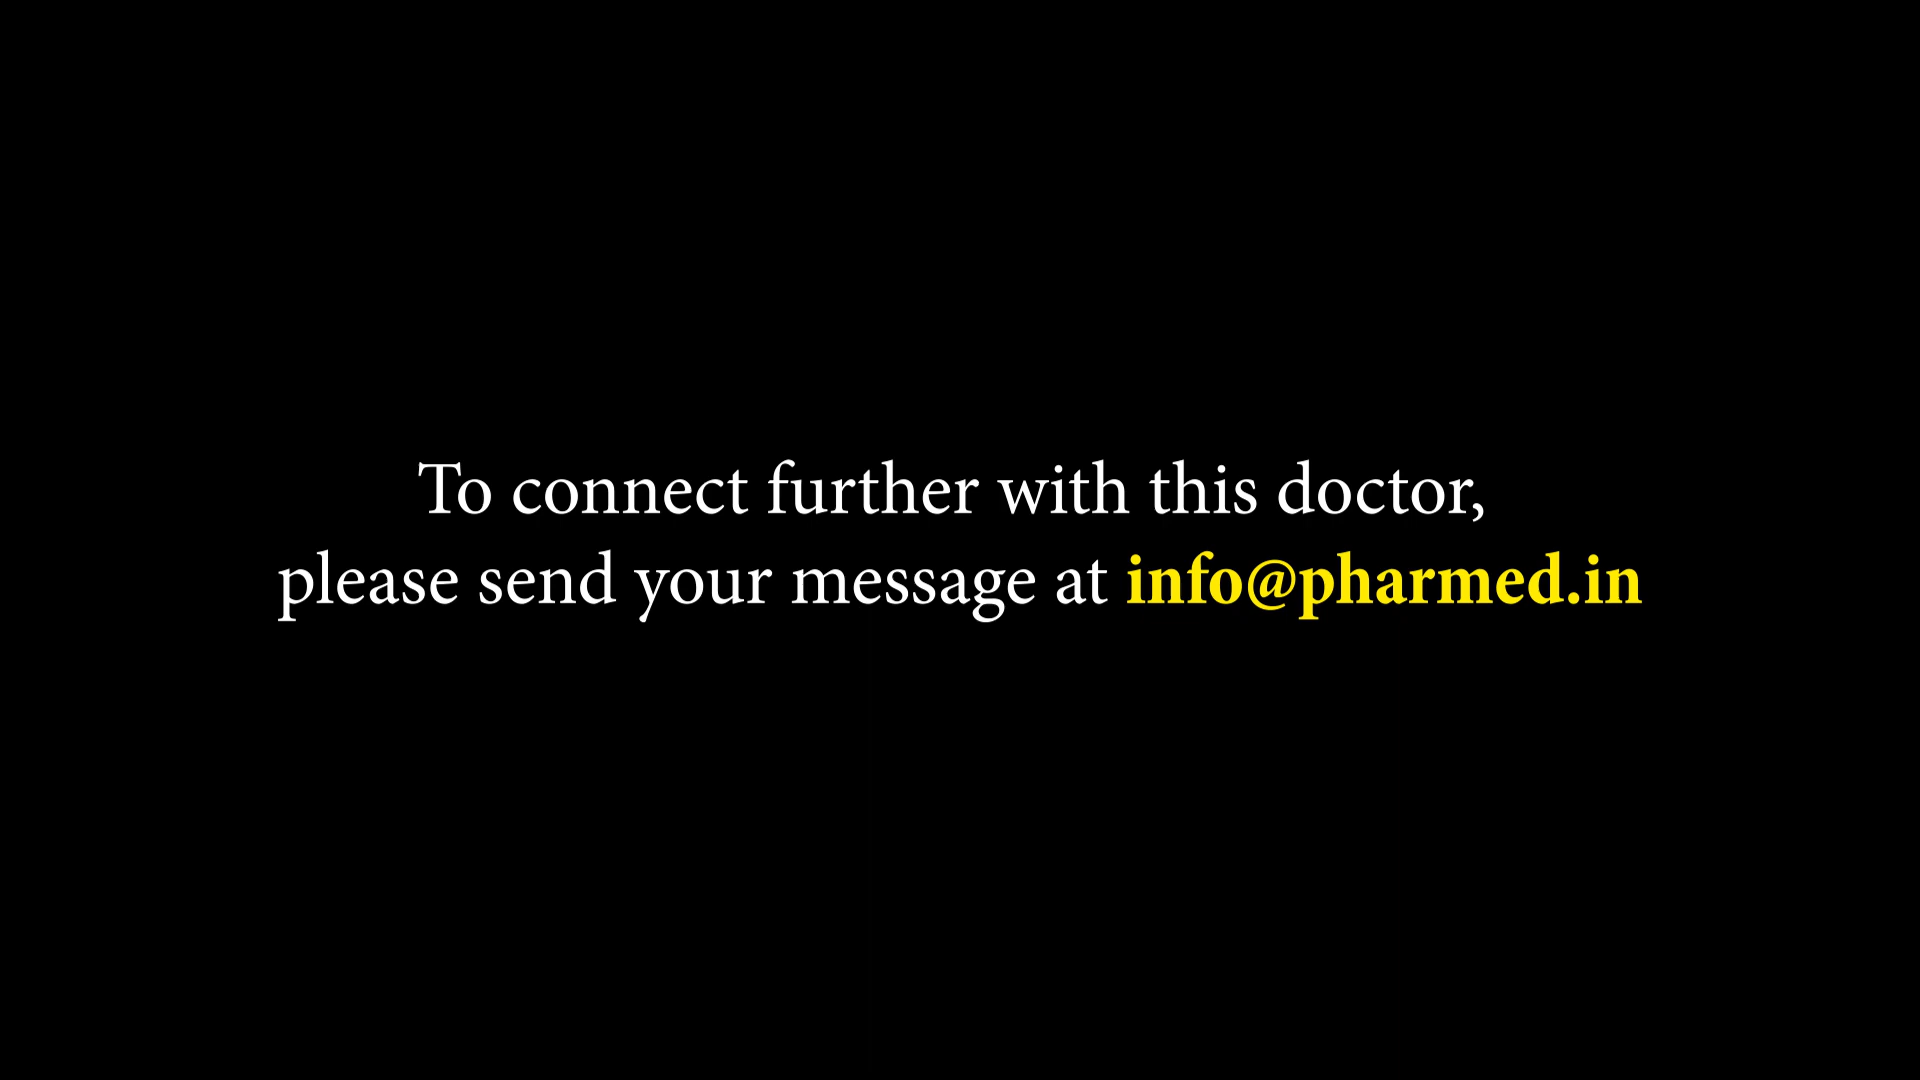 To connect further with this doctor,
please send your message at info@pharmed.in